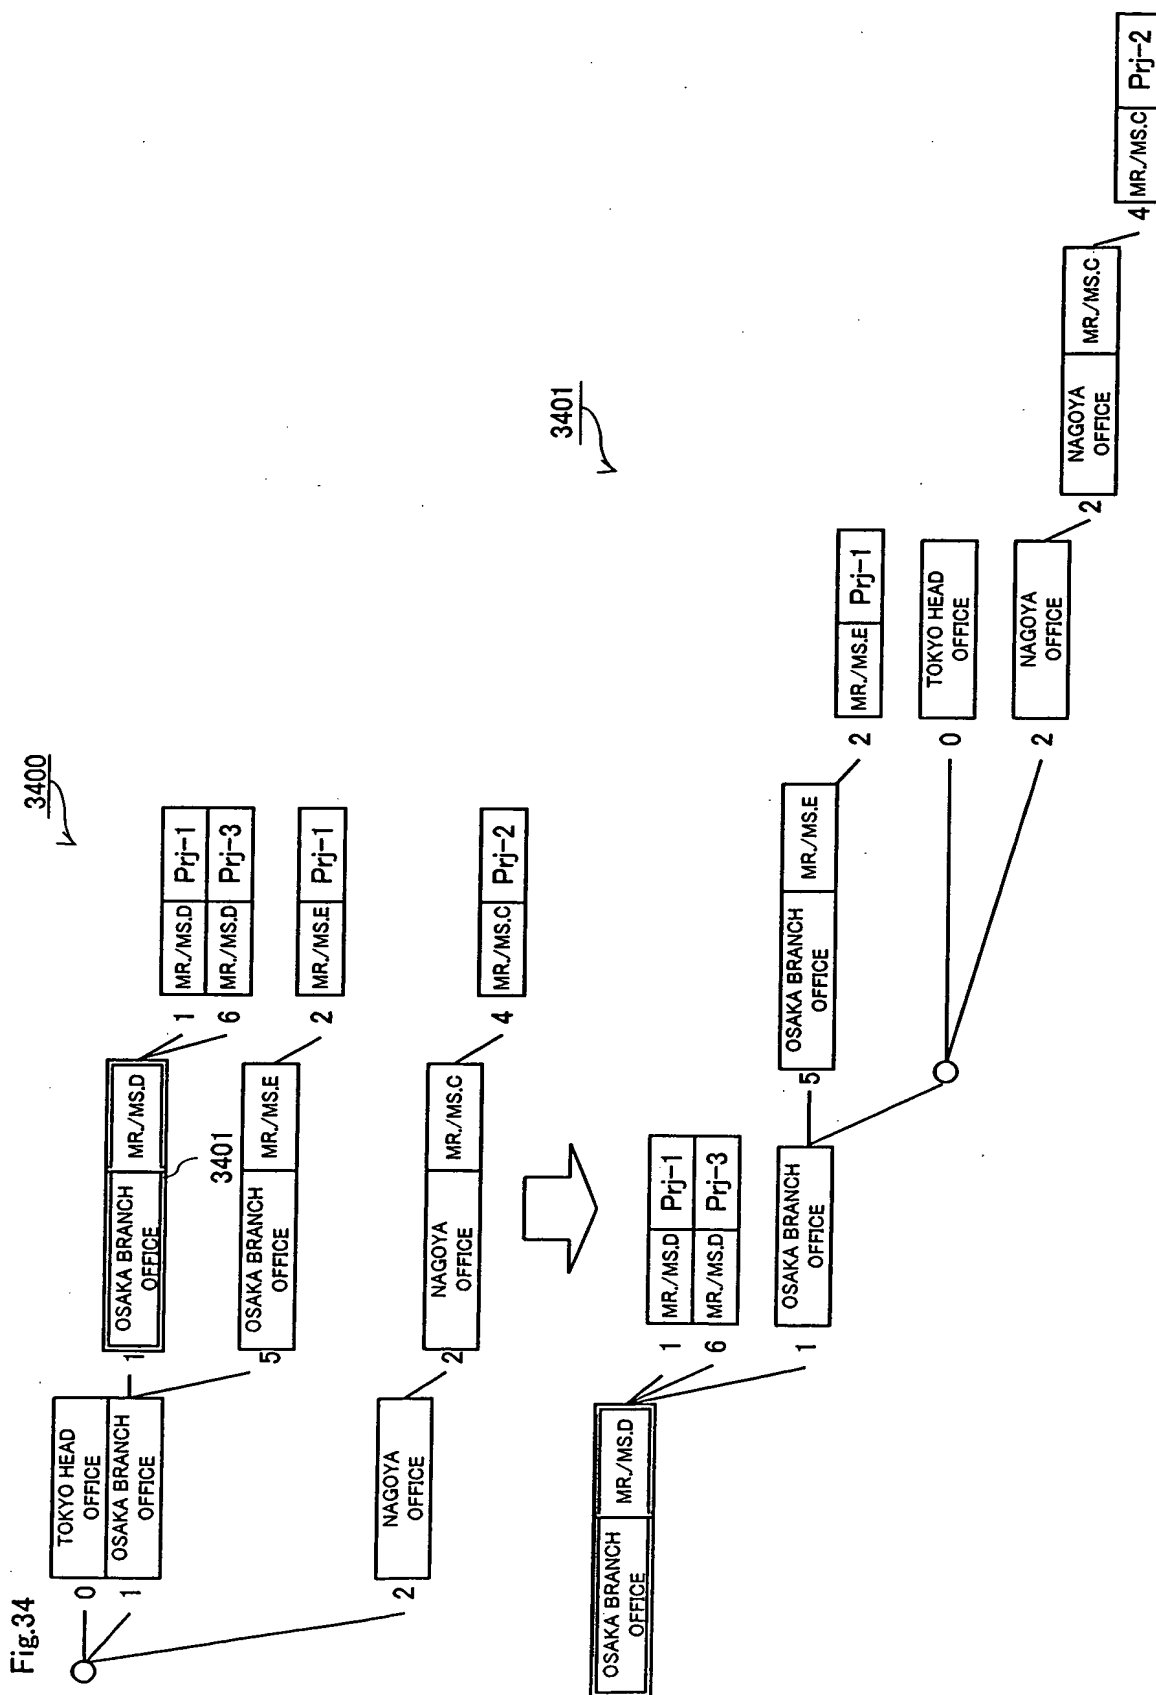 Fig.34
3400
0
TOKYO HEAD
OFFICE
1
OSAKA BRANCH
OFFICE
1
OSAKA BRANCH
OFFICE
MR./MS.D
3401
1
MR./MS.D
Prj-1
6
MR./MS.D
Prj-3
5
OSAKA BRANCH
OFFICE
MR./MS.E
2
MR./MS.E
Prj-1
2
NAGOYA
OFFICE
2
NAGOYA
OFFICE
MR./MS.C
4
MR./MS.C
Prj-2
3401
OSAKA BRANCH
OFFICE
MR./MS.D
1
MR./MS.D
Prj-1
6
MR./MS.D
Prj-3
1
OSAKA BRANCH
OFFICE
5
OSAKA BRANCH
OFFICE
MR./MS.E
2
MR./MS.E
Prj-1
0
TOKYO HEAD
OFFICE
2
NAGOYA
OFFICE
2
NAGOYA
OFFICE
MR./MS.C
4
MR./MS.C
Prj-2